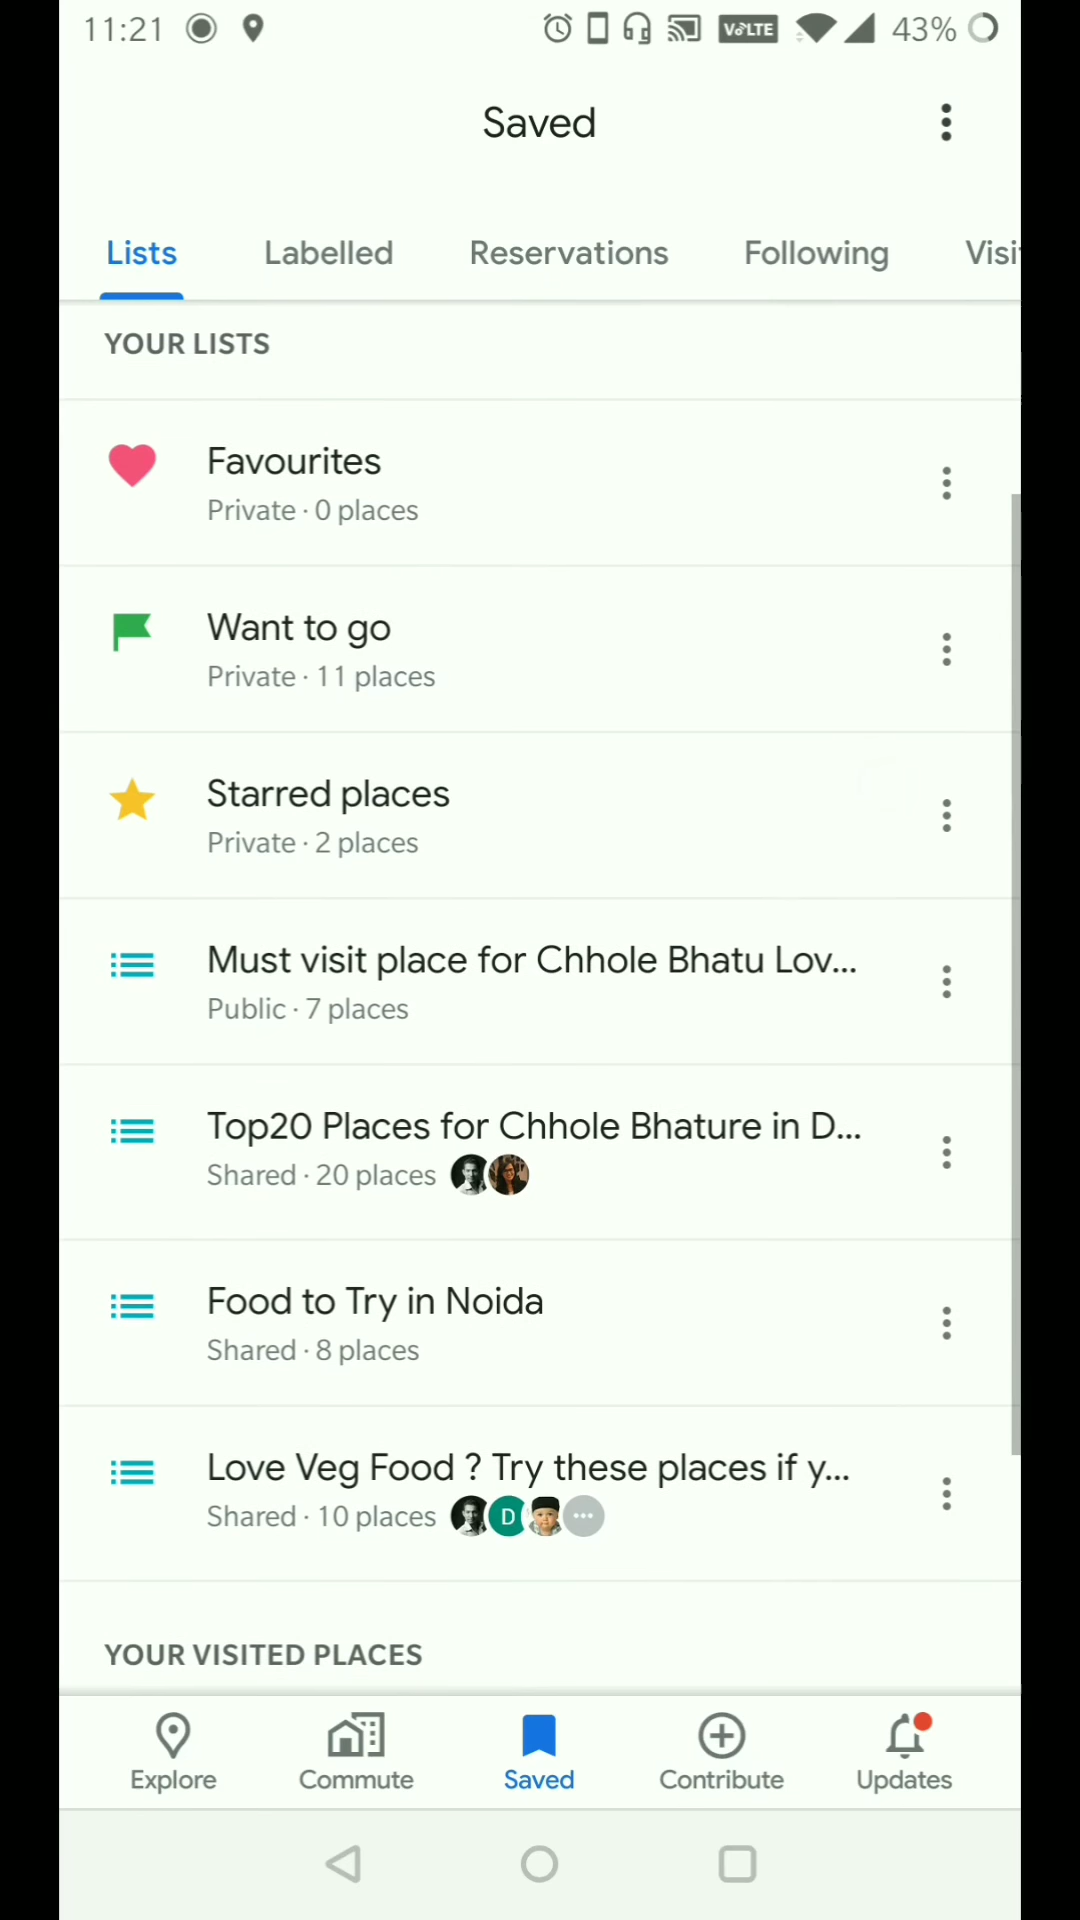 11:21 VoLTE 43%
Saved
Lists Labelled Reservations Following Visi
YOUR LISTS
Favourites
Private · 0 places
Want to go
Private · 11 places
Starred places
Private · 2 places
Must visit place for Chhole Bhatu Lov...
Public · 7 places
Top20 Places for Chhole Bhature in D...
Shared · 20 places
Food to Try in Noida
Shared · 8 places
Love Veg Food ? Try these places if y...
Shared · 10 places D
YOUR VISITED PLACES
Explore Commute Saved Contribute Updates